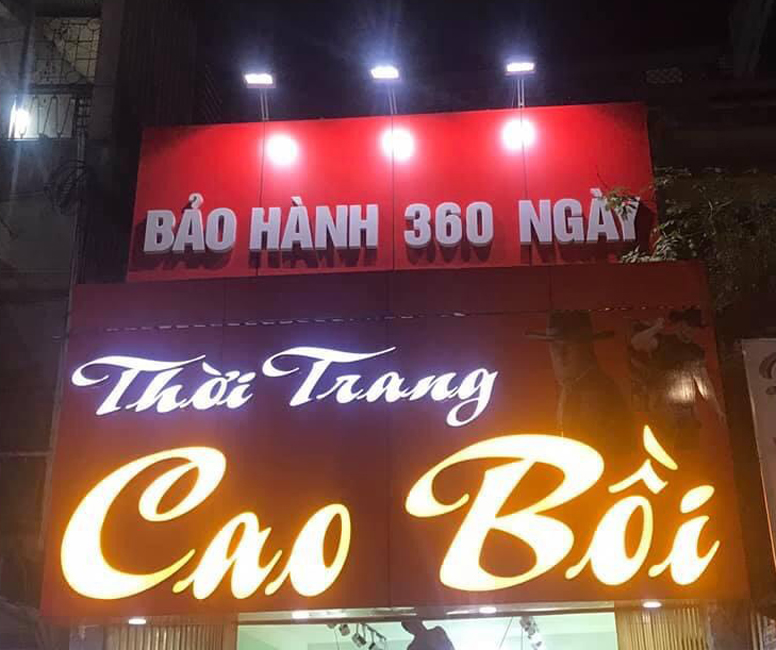 BẢO HÀNH 360 NGÀY
Thời Trang
Cao Bồi